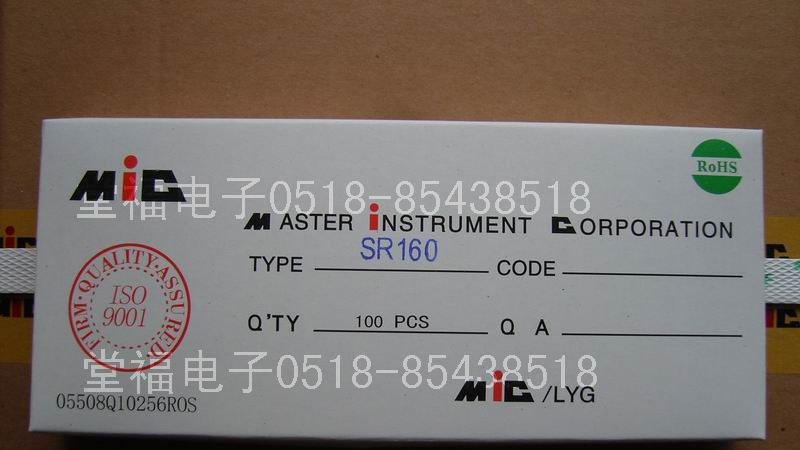 MiC
RoHS
堂福电子0518-85438518
MASTER iNSTRUMENT CORPORATION
TYPE SR160 CODE
FIRM·QUALITY·ASSURED.
ISO
9001
Q'TY 100 PCS Q A
堂福电子0518-85438518
MiC/LYG
05508Q10256R0S